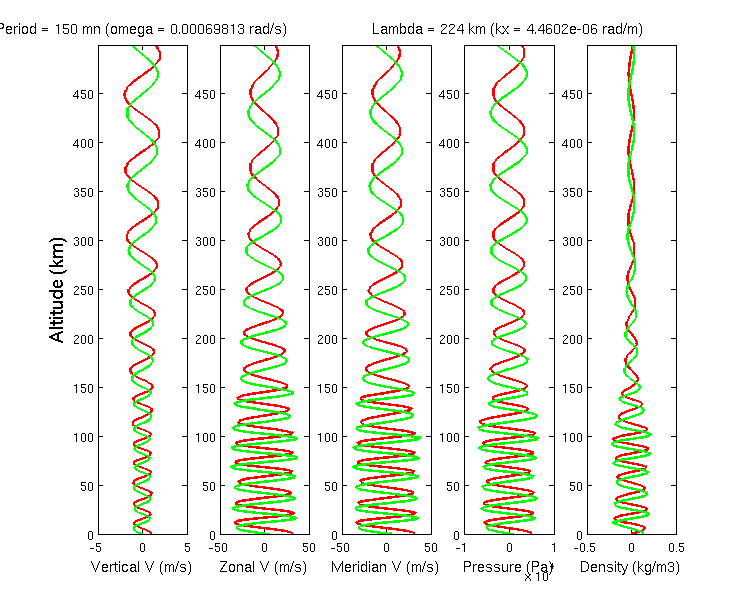 Period = 150 mn (omega = 0.00069813 rad/s)
Lambda = 224 km (kx = 4.4602e-06 rad/m)
Altitude (km)
450 450 450 450 450
400 400 400 400 400
350 350 350 350 350
300 300 300 300 300
250 250 250 250 250
200 200 200 200 200
150 150 150 150 150
100 100 100 100 100
50 50 50 50 50
0 0 0 0 0
-5 0 5 -50 0 50 -50 0 50 -1 0 1 -0.5 0 0.5
Vertical V (m/s) Zonal V (m/s) Meridian V (m/s) Pressure (Pa) Density (kg/m3)